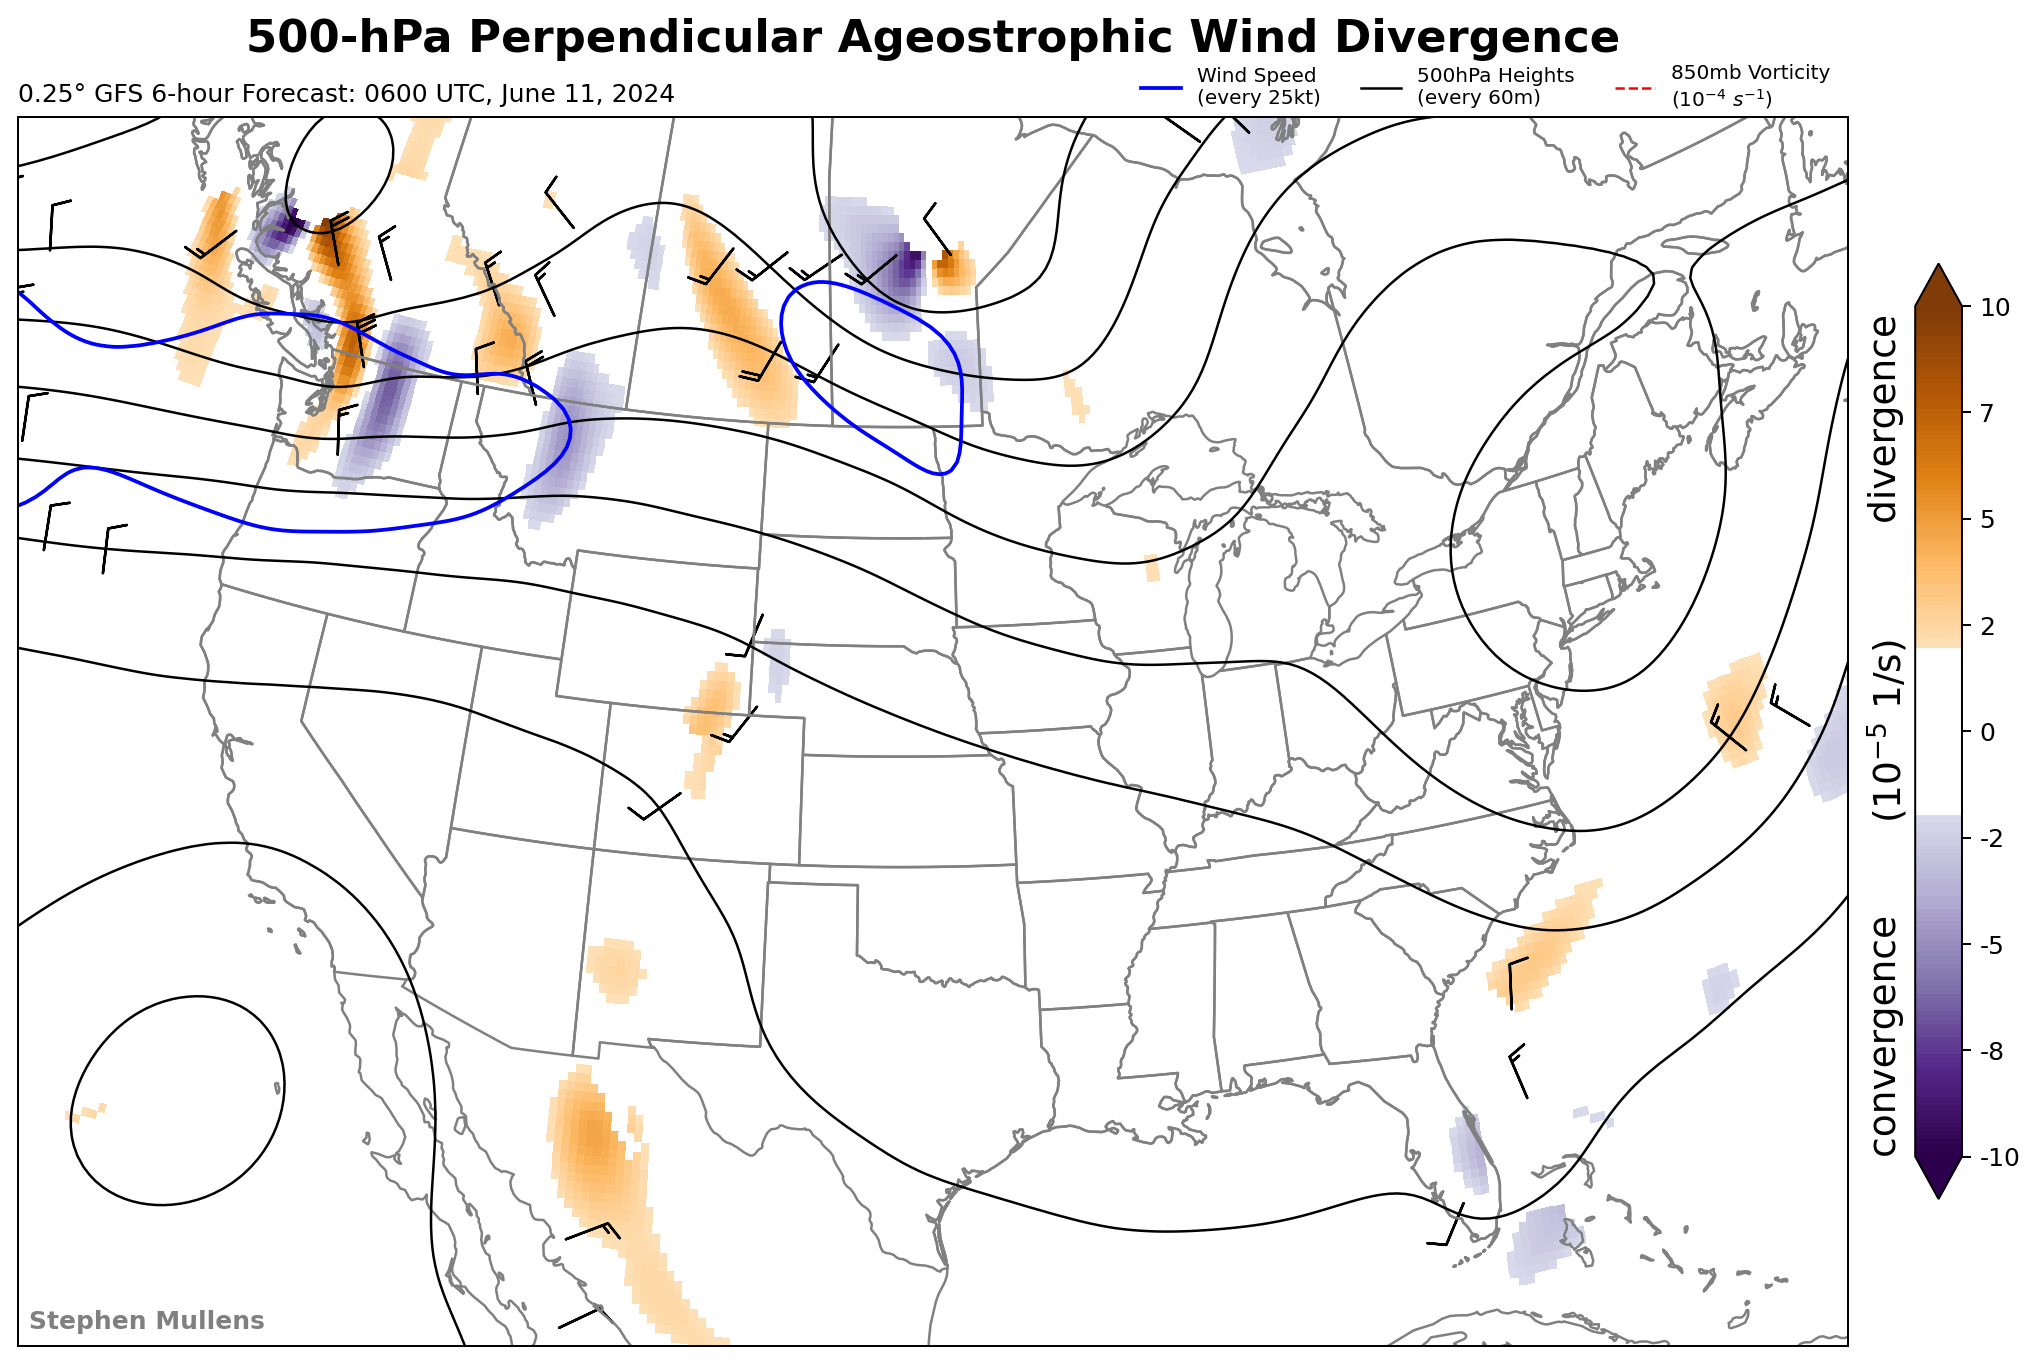 500-hPa Perpendicular Ageostrophic Wind Divergence
0.25° GFS 6-hour Forecast: 0600 UTC, June 11, 2024
Wind Speed
(every 25kt)
500hPa Heights
(every 60m)
850mb Vorticity
(10⁻⁴ s⁻¹)
10
7
5
2
0
-2
-5
-8
-10
convergence (10⁻⁵ 1/s) divergence
Stephen Mullens